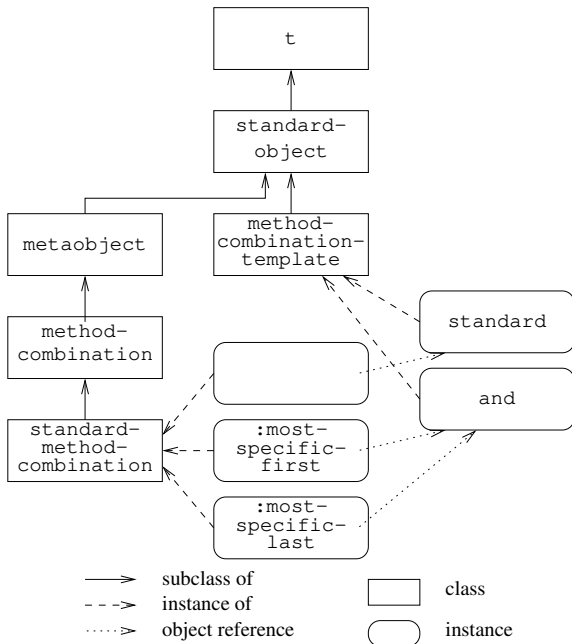 t
standard-
object
metaobject
method-
combination-
template
standard
method-
combination
and
standard-
method-
combination
:most-
specific-
first
:most-
specific-
last
subclass of
instance of
object reference
class
instance